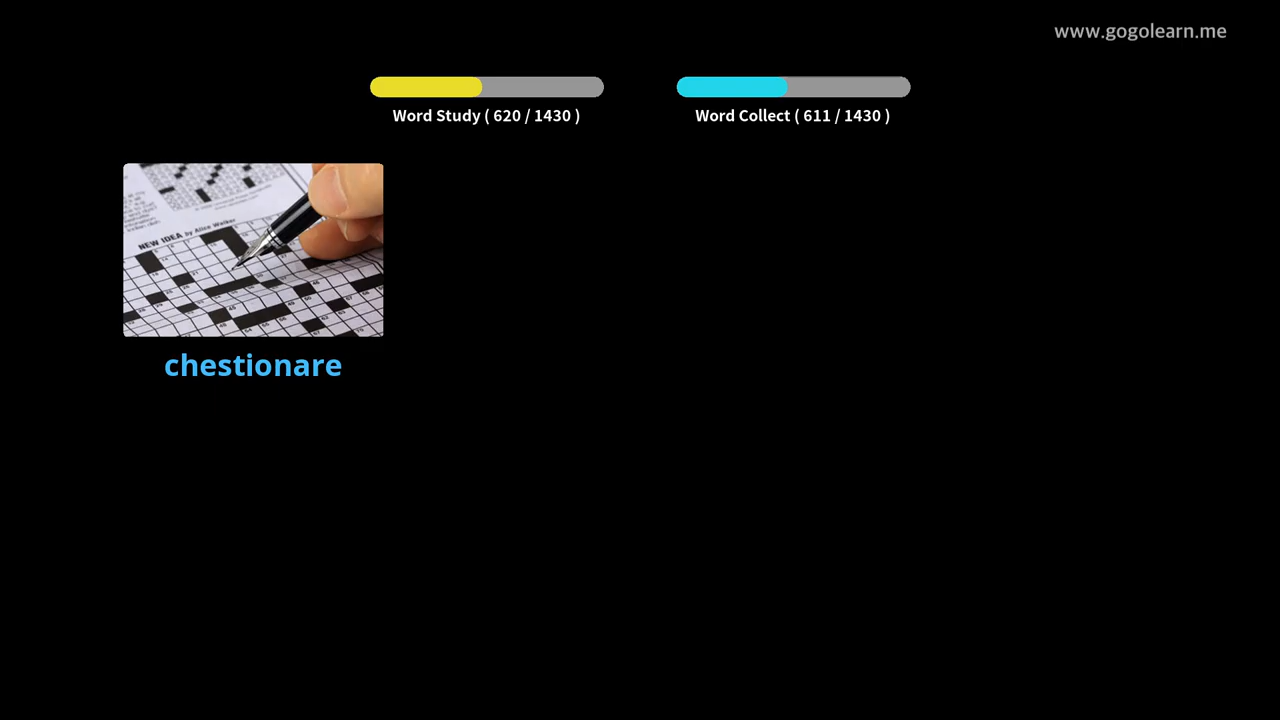 www.gogolearn.me
Word Study ( 620 / 1430 )
Word Collect ( 611 / 1430 )
NEW IDEA by Alice Walker
chestionare